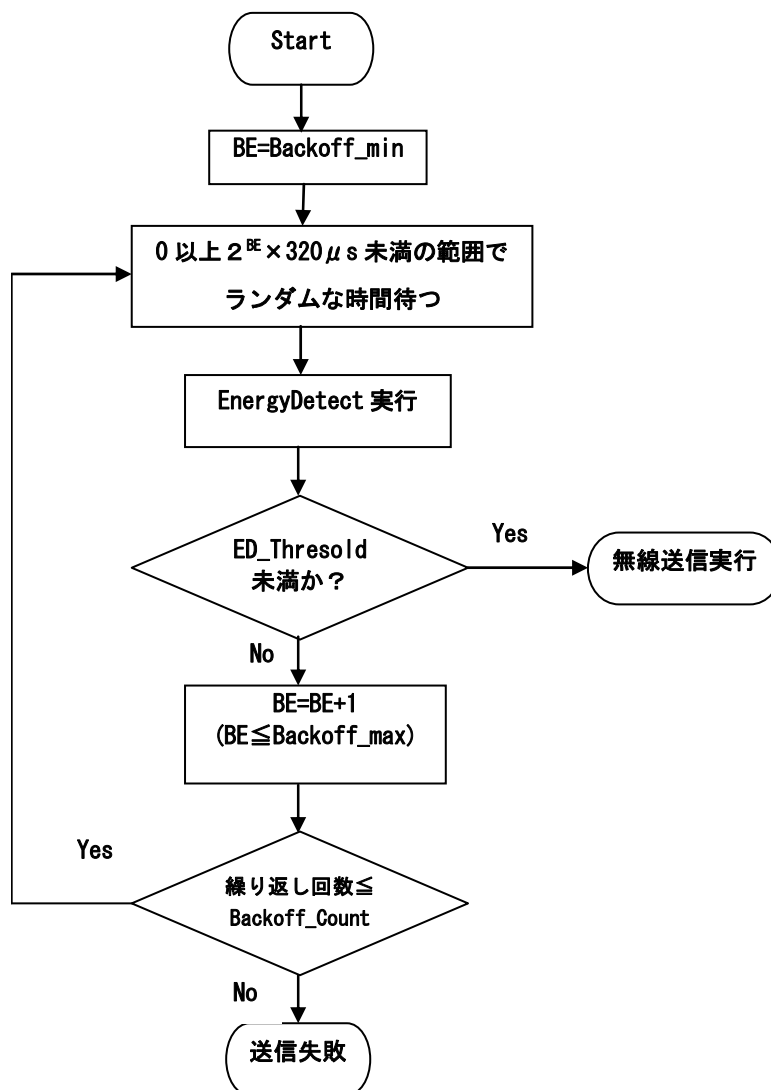 Start
BE=Backoff_min
0 以上２^BE×320μs 未満の範囲で
ランダムな時間待つ
EnergyDetect 実行
ED_Thresold
未満か？
Yes
無線送信実行
No
BE=BE+1
(BE≦Backoff_max)
Yes
繰り返し回数≦
Backoff_Count
No
送信失敗